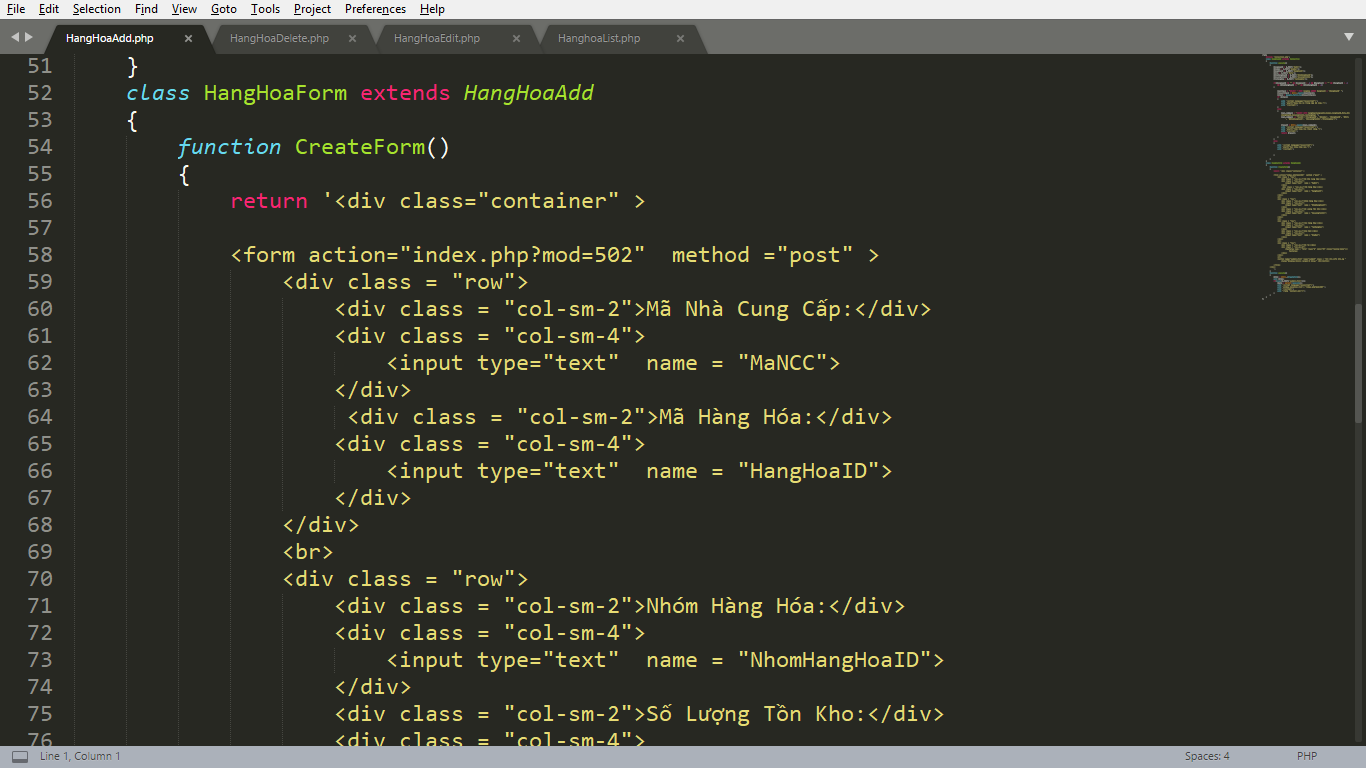 File Edit Selection Find View Goto Tools Project Preferences Help
HangHoaAdd.php × HangHoaDelete.php × HangHoaEdit.php × HanghoaList.php ×
51 }
52 class HangHoaForm extends HangHoaAdd
53 {
54 function CreateForm()
55 {
56 return '<div class="container" >
57
58 <form action="index.php?mod=502"  method ="post" >
59 <div class = "row">
60 <div class = "col-sm-2">Mã Nhà Cung Cấp:</div>
61 <div class = "col-sm-4">
62 <input type="text"  name = "MaNCC">
63 </div>
64 <div class = "col-sm-2">Mã Hàng Hóa:</div>
65 <div class = "col-sm-4">
66 <input type="text"  name = "HangHoaID">
67 </div>
68 </div>
69 <br>
70 <div class = "row">
71 <div class = "col-sm-2">Nhóm Hàng Hóa:</div>
72 <div class = "col-sm-4">
73 <input type="text"  name = "NhomHangHoaID">
74 </div>
75 <div class = "col-sm-2">Số Lượng Tồn Kho:</div>
76 <div class = "col-sm-4">
Line 1, Column 1 Spaces: 4 PHP